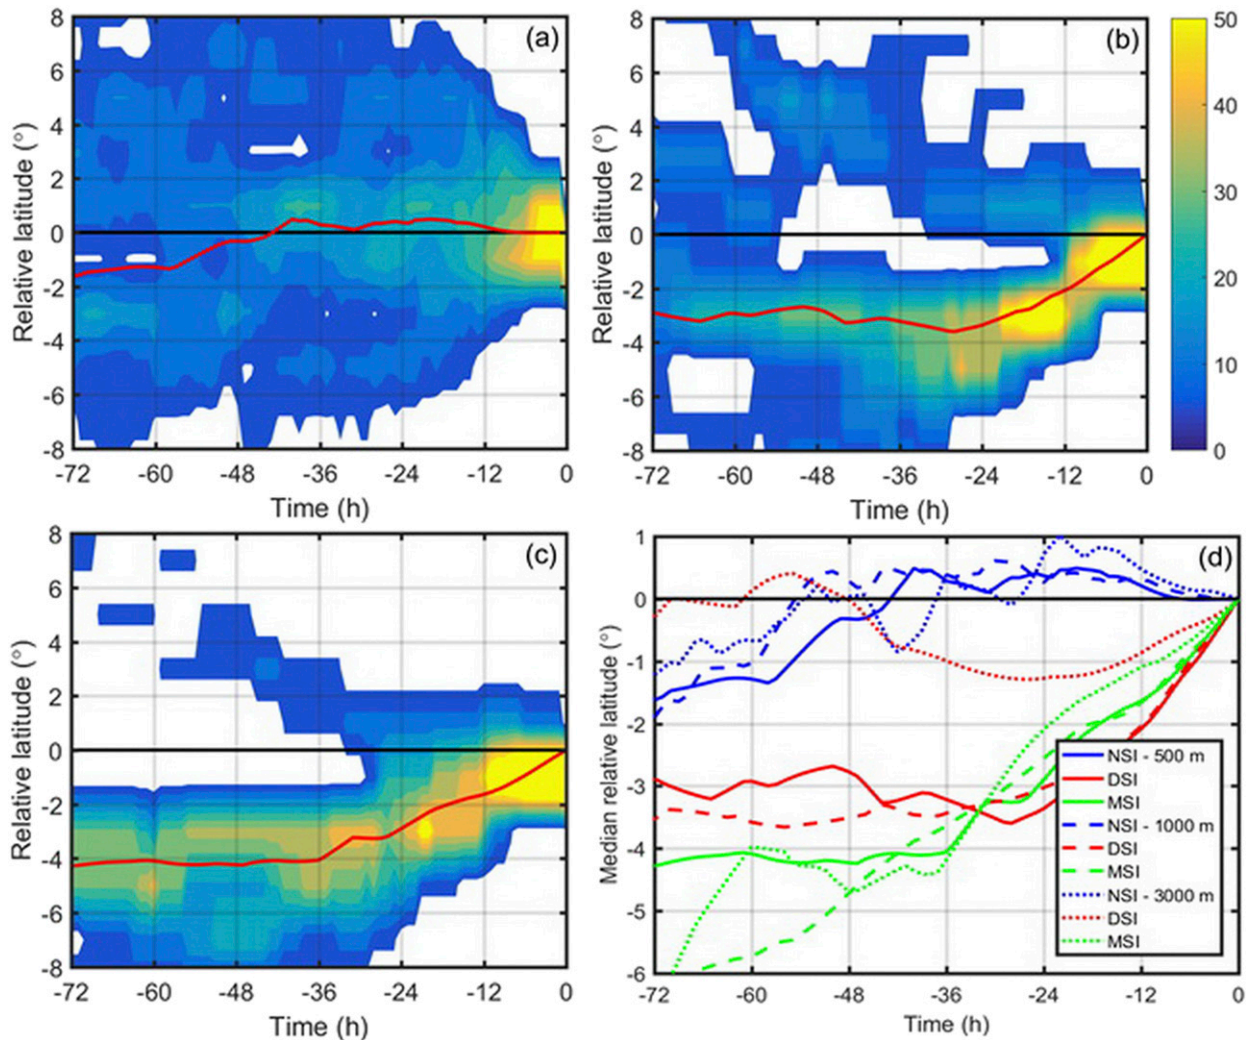 (a)
8
6
4
2
0
-2
-4
-6
-8
Relative latitude (°)
-72 -60 -48 -36 -24 -12 0
Time (h)
(b)
8
6
4
2
0
-2
-4
-6
-8
Relative latitude (°)
-72 -60 -48 -36 -24 -12 0
Time (h)
50
40
30
20
10
0
(c)
8
6
4
2
0
-2
-4
-6
-8
Relative latitude (°)
-72 -60 -48 -36 -24 -12 0
Time (h)
(d)
1
0
-1
-2
-3
-4
-5
-6
Median relative latitude (°)
NSI - 500 m
DSI
MSI
NSI - 1000 m
DSI
MSI
NSI - 3000 m
DSI
MSI
-72 -60 -48 -36 -24 -12 0
Time (h)